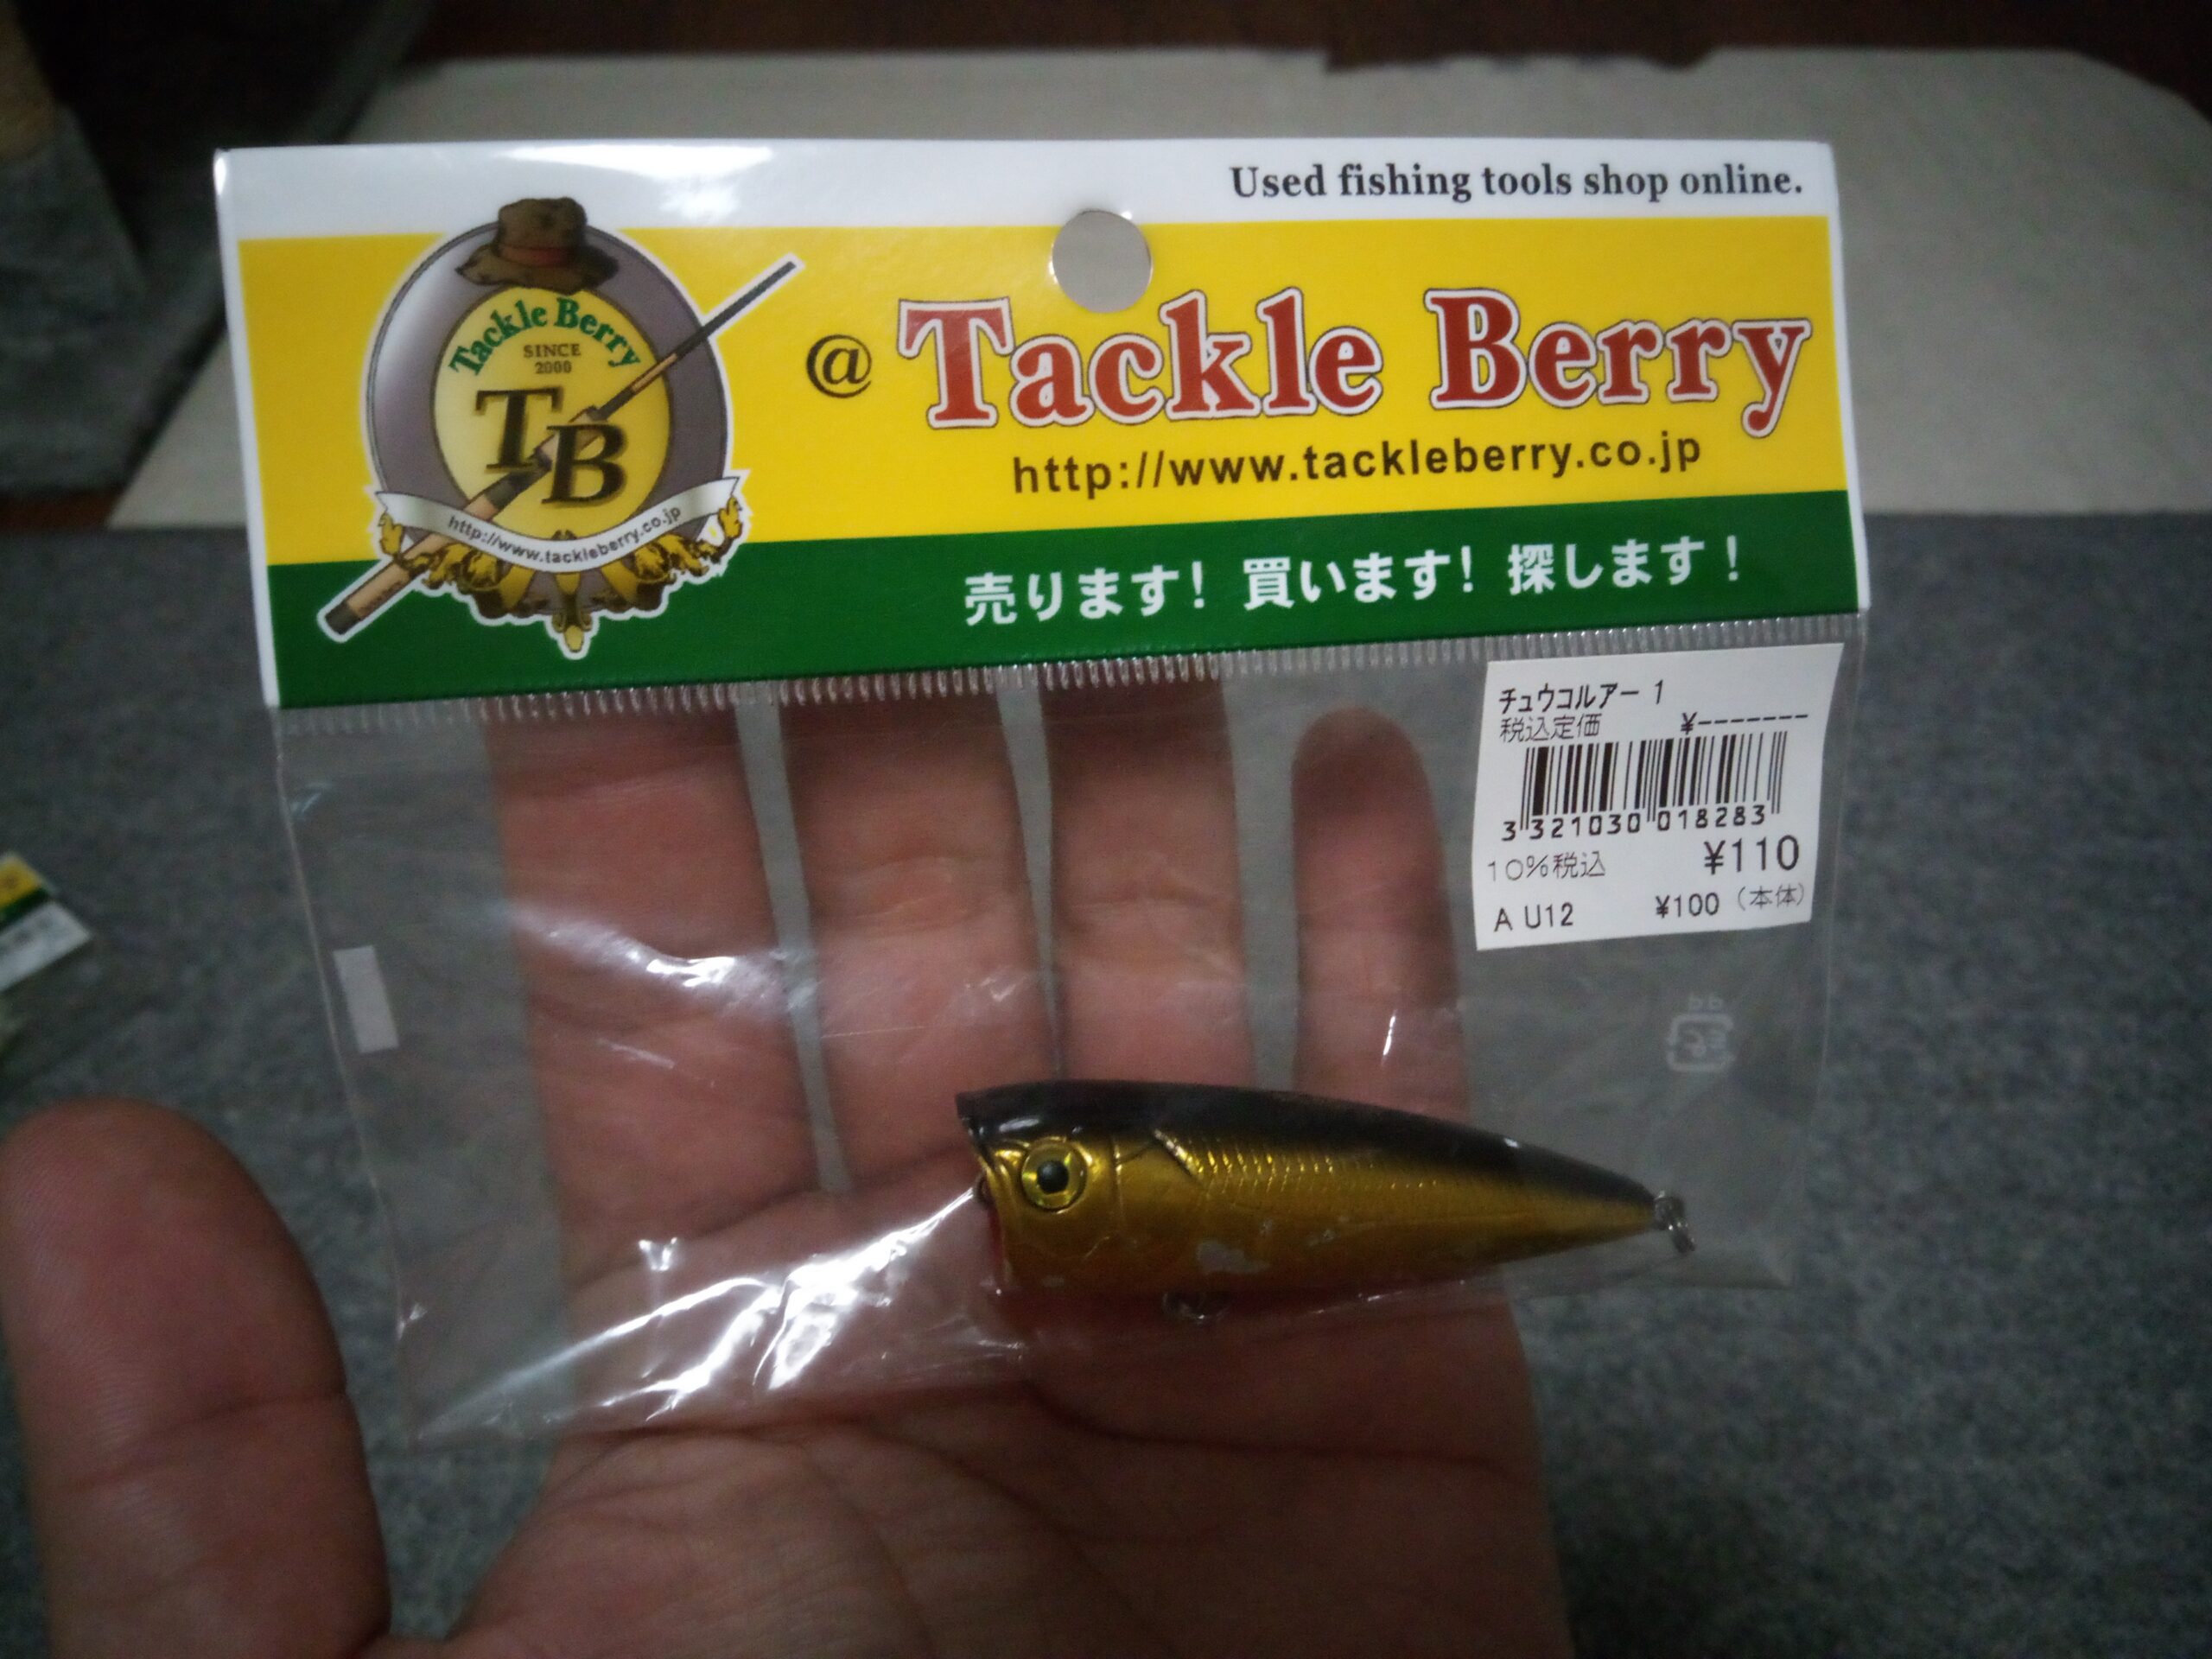 Used fishing tools shop online.
Tackle Berry
SINCE
2000
TB
http://www.tackleberry.co.jp
@ Tackle Berry
http://www.tackleberry.co.jp
売ります! 買います! 探します!
チュウコルアー 1
税込定価 ¥-------
3 321030 018283
10%税込 ¥110
A U12 ¥100 (本体)